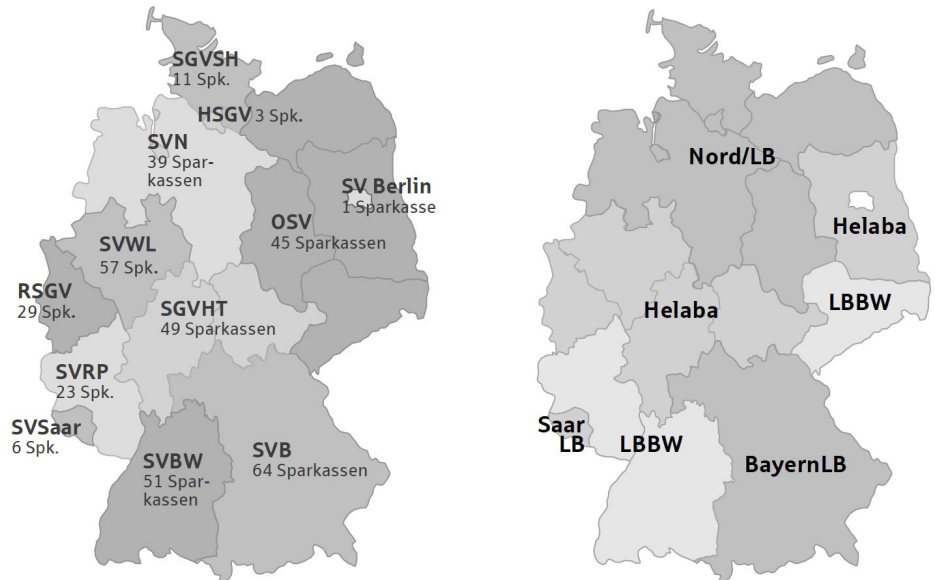 SGVSH
11 Spk.
HSGV 3 Spk.
SVN
39 Spar-
kassen
SV Berlin
1 Sparkasse
OSV
45 Sparkassen
SVWL
57 Spk.
RSGV
29 Spk.
SGVHT
49 Sparkassen
SVRP
23 Spk.
SVSaar
6 Spk.
SVB
64 Sparkassen
SVBW
51 Spar-
kassen
Nord/LB
Helaba
LBBW
Helaba
Saar
LB
LBBW
BayernLB